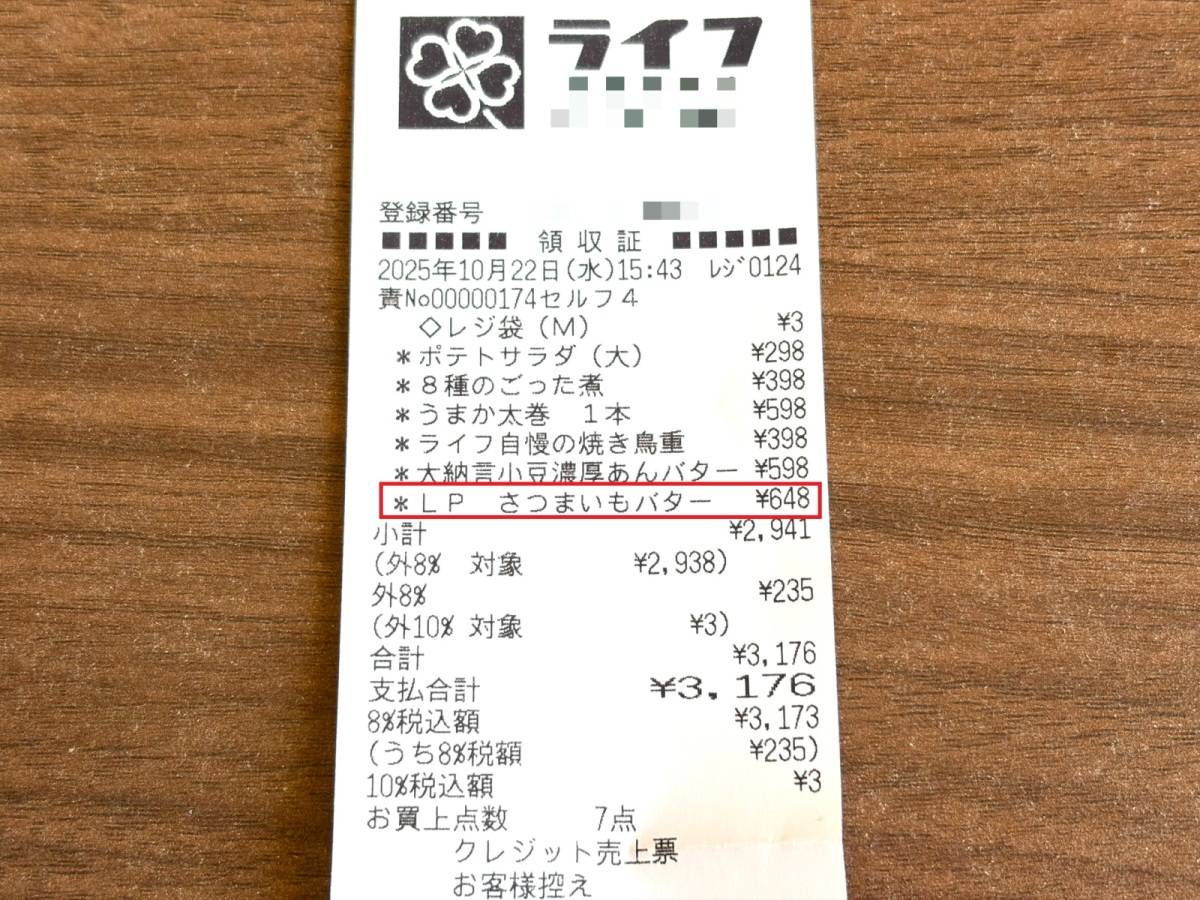 ライフ
登録番号
■■■■■ 領収証 ■■■■■
2025年10月22日(水)15:43 レジ0124
責No00000174セルフ4
◇レジ袋(M) ¥3
*ポテトサラダ(大) ¥298
*8種のごった煮 ¥398
*うまか太巻 1本 ¥598
*ライフ自慢の焼き鳥重 ¥398
*大納言小豆濃厚あんバター ¥598
*LP さつまいもバター ¥648
小計 ¥2,941
(外8% 対象 ¥2,938)
外8% ¥235
(外10% 対象 ¥3)
合計 ¥3,176
支払合計 ¥3,176
8%税込額 ¥3,173
(うち8%税額 ¥235)
10%税込額 ¥3
お買上点数 7点
クレジット売上票
お客様控え